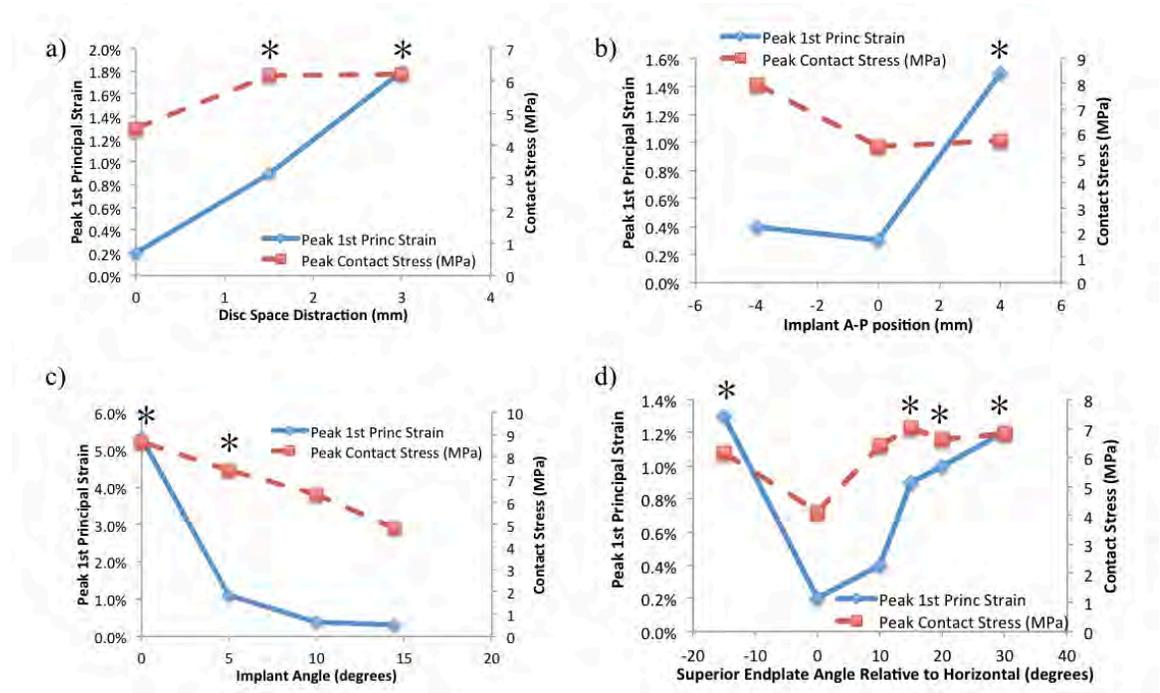 a)
2.0%
1.8%
1.6%
1.4%
1.2%
1.0%
0.8%
0.6%
0.4%
0.2%
0.0%
Peak 1st Principal Strain
* *
7
6
5
4
3
2
1
0
Contact Stress (MPa)
Peak 1st Princ Strain
Peak Contact Stress (MPa)
0 1 2 3 4
Disc Space Distraction (mm)
b)
Peak 1st Princ Strain
Peak Contact Stress (MPa)
*
1.6%
1.4%
1.2%
1.0%
0.8%
0.6%
0.4%
0.2%
0.0%
Peak 1st Principal Strain
9
8
7
6
5
4
3
2
1
0
Contact Stress (MPa)
-6 -4 -2 0 2 4 6
Implant A-P position (mm)
c)
6.0%
5.0%
4.0%
3.0%
2.0%
1.0%
0.0%
Peak 1st Principal Strain
* *
Peak 1st Princ Strain
Peak Contact Stress (MPa)
10
9
8
7
6
5
4
3
2
1
0
Contact Stress (MPa)
0 5 10 15 20
Implant Angle (degrees)
d)
1.4%
1.2%
1.0%
0.8%
0.6%
0.4%
0.2%
0.0%
Peak 1st Principal Strain
* * * *
8
7
6
5
4
3
2
1
0
Contact Stress (MPa)
Peak 1st Princ Strain
Peak Contact Stress (MPa)
-20 -10 0 10 20 30 40
Superior Endplate Angle Relative to Horizontal (degrees)